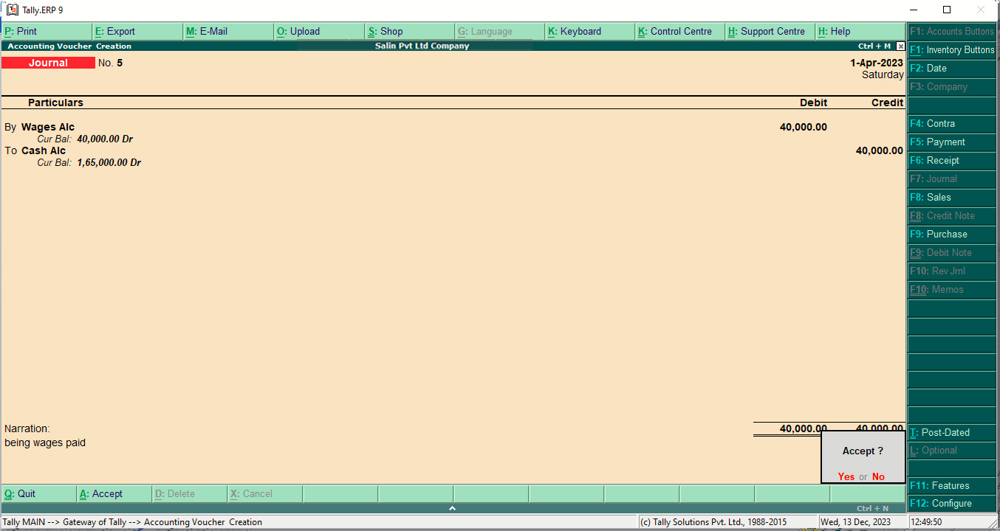 Tally.ERP 9
P: Print E: Export M: E-Mail O: Upload S: Shop G: Language K: Keyboard K: Control Centre H: Support Centre H: Help F1: Accounts Buttons
Accounting Voucher Creation Salin Pvt Ltd Company Ctrl + M F1: Inventory Buttons
Journal No. 5 1-Apr-2023 F2: Date
Saturday
F3: Company
Particulars Debit Credit
By Wages Alc 40,000.00 F4: Contra
Cur Bal: 40,000.00 Dr F5: Payment
To Cash Alc 40,000.00
Cur Bal: 1,65,000.00 Dr F6: Receipt
F7: Journal
F8: Sales
F8: Credit Note
F9: Purchase
F9: Debit Note
F10: Rev Jrnl
F10: Memos
Narration: 40,000.00 40,000.00 T: Post-Dated
being wages paid
Accept ? L: Optional
Yes or No
F11: Features
Q: Quit A: Accept D: Delete X: Cancel
F12: Configure
Ctrl + N
Tally MAIN --> Gateway of Tally --> Accounting Voucher Creation (c) Tally Solutions Pvt. Ltd., 1988-2015 Wed, 13 Dec, 2023 12:49:50